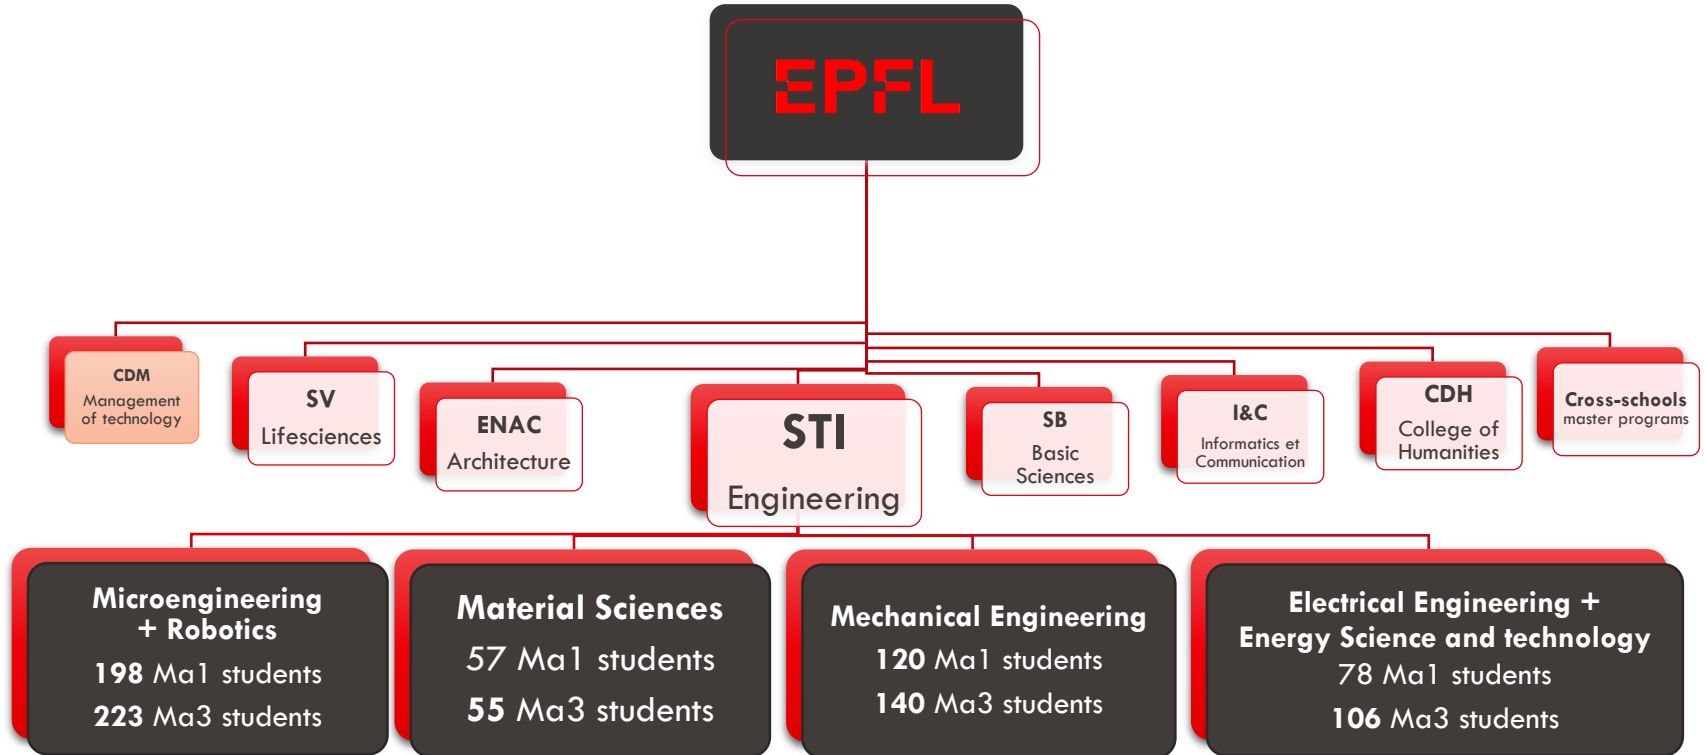 EPFL
CDM
Management
of technology
SV
Lifesciences
ENAC
Architecture
STI
Engineering
SB
Basic
Sciences
I&C
Informatics et
Communication
CDH
College of
Humanities
Cross-schools
master programs
Microengineering
+ Robotics
198 Ma1 students
223 Ma3 students
Material Sciences
57 Ma1 students
55 Ma3 students
Mechanical Engineering
120 Ma1 students
140 Ma3 students
Electrical Engineering +
Energy Science and technology
78 Ma1 students
106 Ma3 students